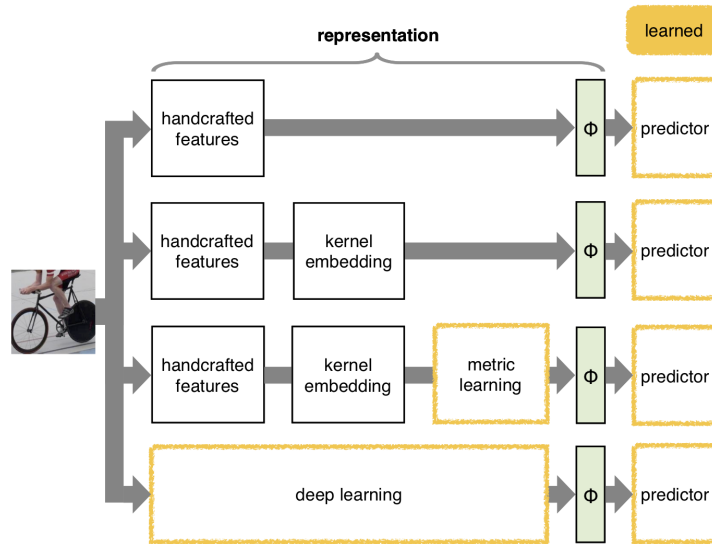 representation
learned
handcrafted
features
Φ
predictor
handcrafted
features
kernel
embedding
Φ
predictor
handcrafted
features
kernel
embedding
metric
learning
Φ
predictor
deep learning
Φ
predictor